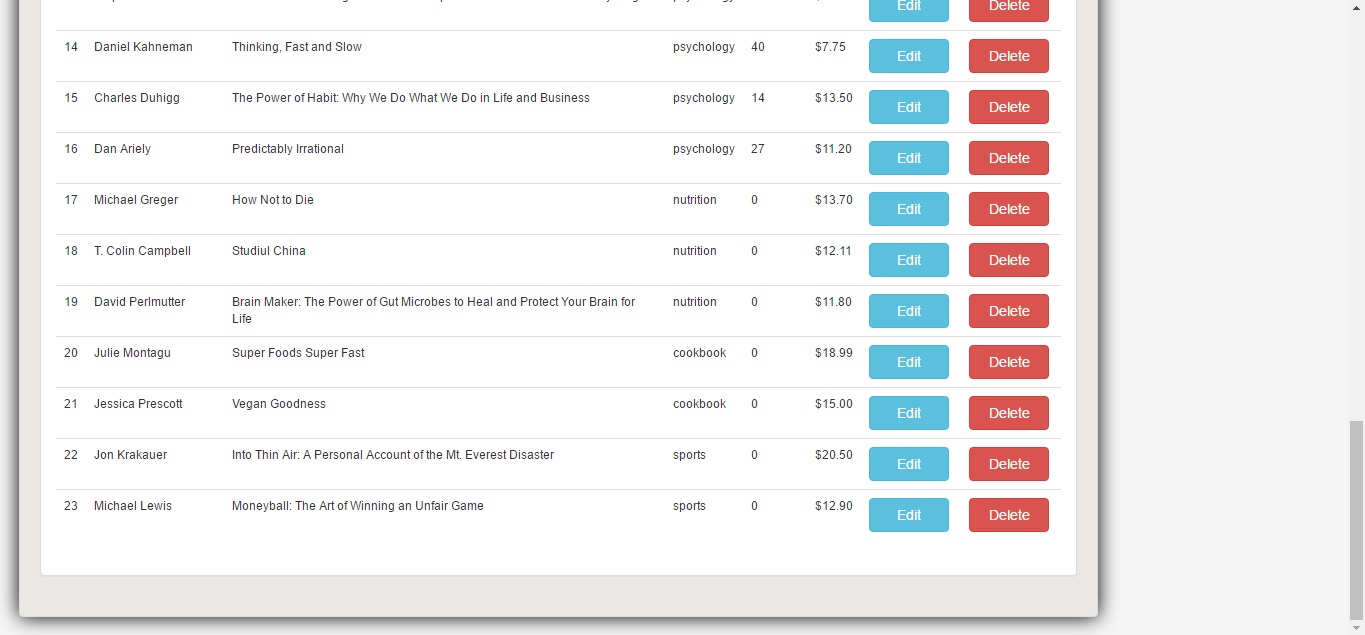 Edit Delete
14 Daniel Kahneman Thinking, Fast and Slow psychology 40 $7.75 Edit Delete
15 Charles Duhigg The Power of Habit: Why We Do What We Do in Life and Business psychology 14 $13.50 Edit Delete
16 Dan Ariely Predictably Irrational psychology 27 $11.20 Edit Delete
17 Michael Greger How Not to Die nutrition 0 $13.70 Edit Delete
18 T. Colin Campbell Studiul China nutrition 0 $12.11 Edit Delete
19 David Perlmutter Brain Maker: The Power of Gut Microbes to Heal and Protect Your Brain for nutrition 0 $11.80 Edit Delete
Life
20 Julie Montagu Super Foods Super Fast cookbook 0 $18.99 Edit Delete
21 Jessica Prescott Vegan Goodness cookbook 0 $15.00 Edit Delete
22 Jon Krakauer Into Thin Air: A Personal Account of the Mt. Everest Disaster sports 0 $20.50 Edit Delete
23 Michael Lewis Moneyball: The Art of Winning an Unfair Game sports 0 $12.90 Edit Delete